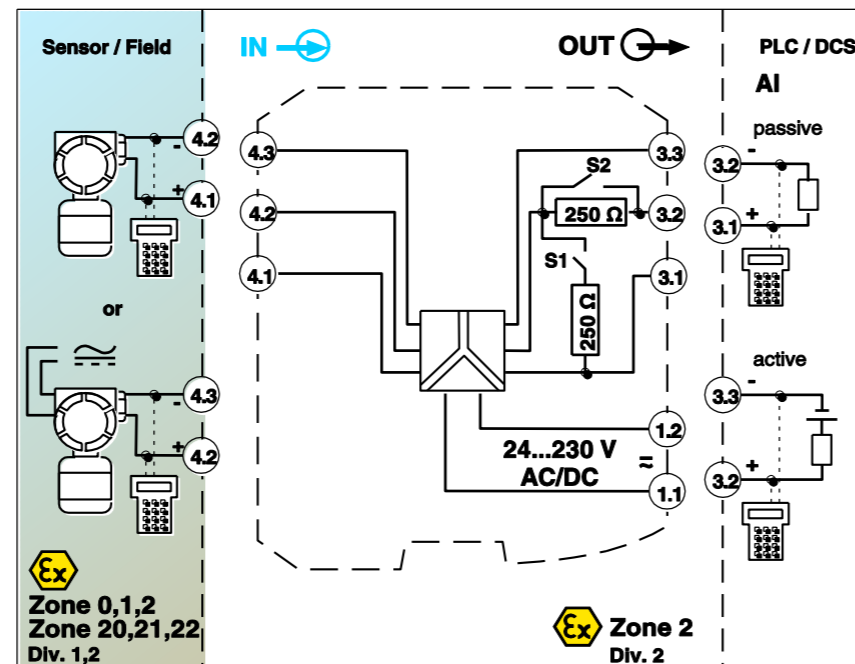 Sensor / Field
IN
OUT
PLC / DCS
AI
4.2
-
+
4.1
or
4.3
-
+
4.2
Ex
Zone 0,1,2
Zone 20,21,22
Div. 1,2
4.3
4.2
4.1
S2
250 Ω
S1
250 Ω
3.3
3.2
3.1
24...230 V
AC/DC
1.2
1.1
Ex
Zone 2
Div. 2
passive
3.2
-
3.1
+
active
3.3
-
3.2
+